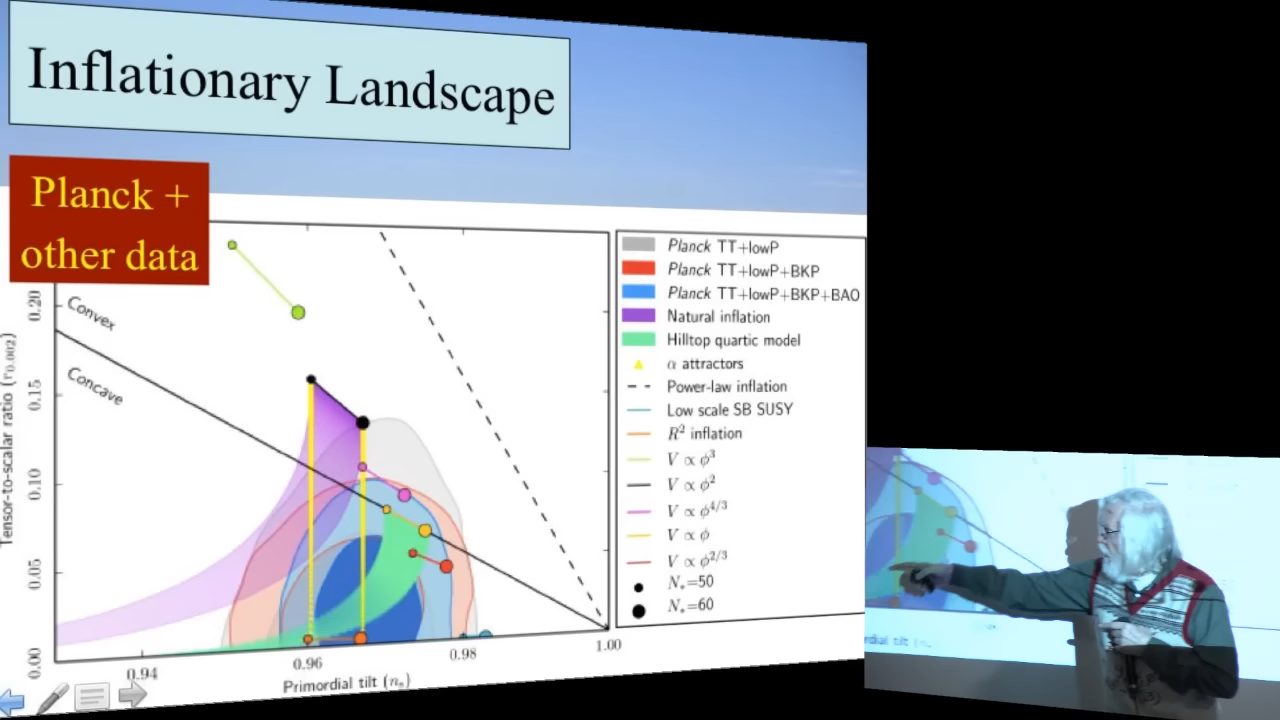 Inflationary Landscape
Planck +
other data
Tensor-to-scalar ratio (r0.002)
0.20
0.15
0.10
0.05
0.00
Convex
Concave
0.94
0.96
0.98
1.00
Primordial tilt (ns)
Planck TT+lowP
Planck TT+lowP+BKP
Planck TT+lowP+BKP+BAO
Natural inflation
Hilltop quartic model
α attractors
Power-law inflation
Low scale SB SUSY
R² inflation
V ∝ ϕ³
V ∝ ϕ²
V ∝ ϕ^4/3
V ∝ ϕ
V ∝ ϕ^2/3
N*=50
N*=60